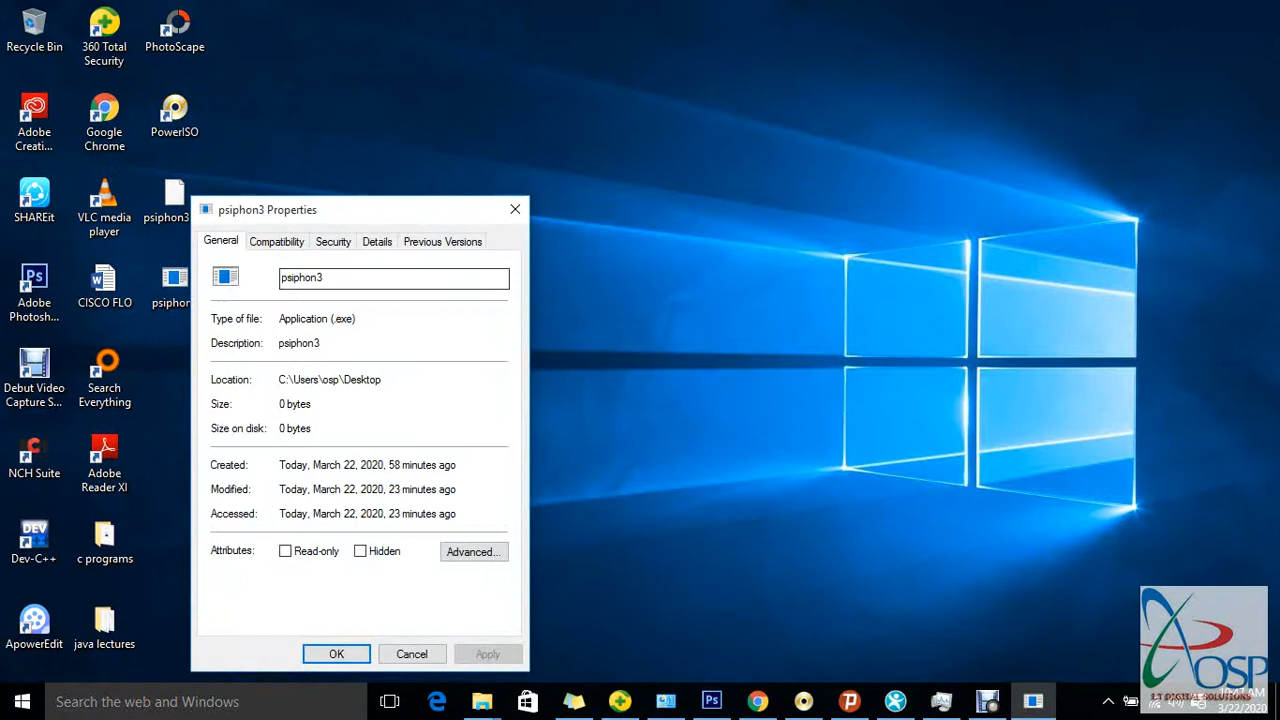 Recycle Bin
360 Total
Security
PhotoScape
Adobe
Creati...
Google
Chrome
PowerISO
SHAREit
VLC media
player
psiphon3
Adobe
Photosh...
CISCO FLO
psiphon
Debut Video
Capture S...
Search
Everything
NCH Suite
Adobe
Reader XI
DEV
Dev-C++
c programs
ApowerEdit
java lectures
psiphon3 Properties
General
Compatibility
Security
Details
Previous Versions
psiphon3
Type of file:
Application (.exe)
Description:
psiphon3
Location:
C:\Users\osp\Desktop
Size:
0 bytes
Size on disk:
0 bytes
Created:
Today, March 22, 2020, 58 minutes ago
Modified:
Today, March 22, 2020, 23 minutes ago
Accessed:
Today, March 22, 2020, 23 minutes ago
Attributes:
Read-only
Hidden
Advanced...
OK
Cancel
Apply
OSP
I.T DIGITAL SOLUTIONS
Search the web and Windows
Ps
3/22/2020